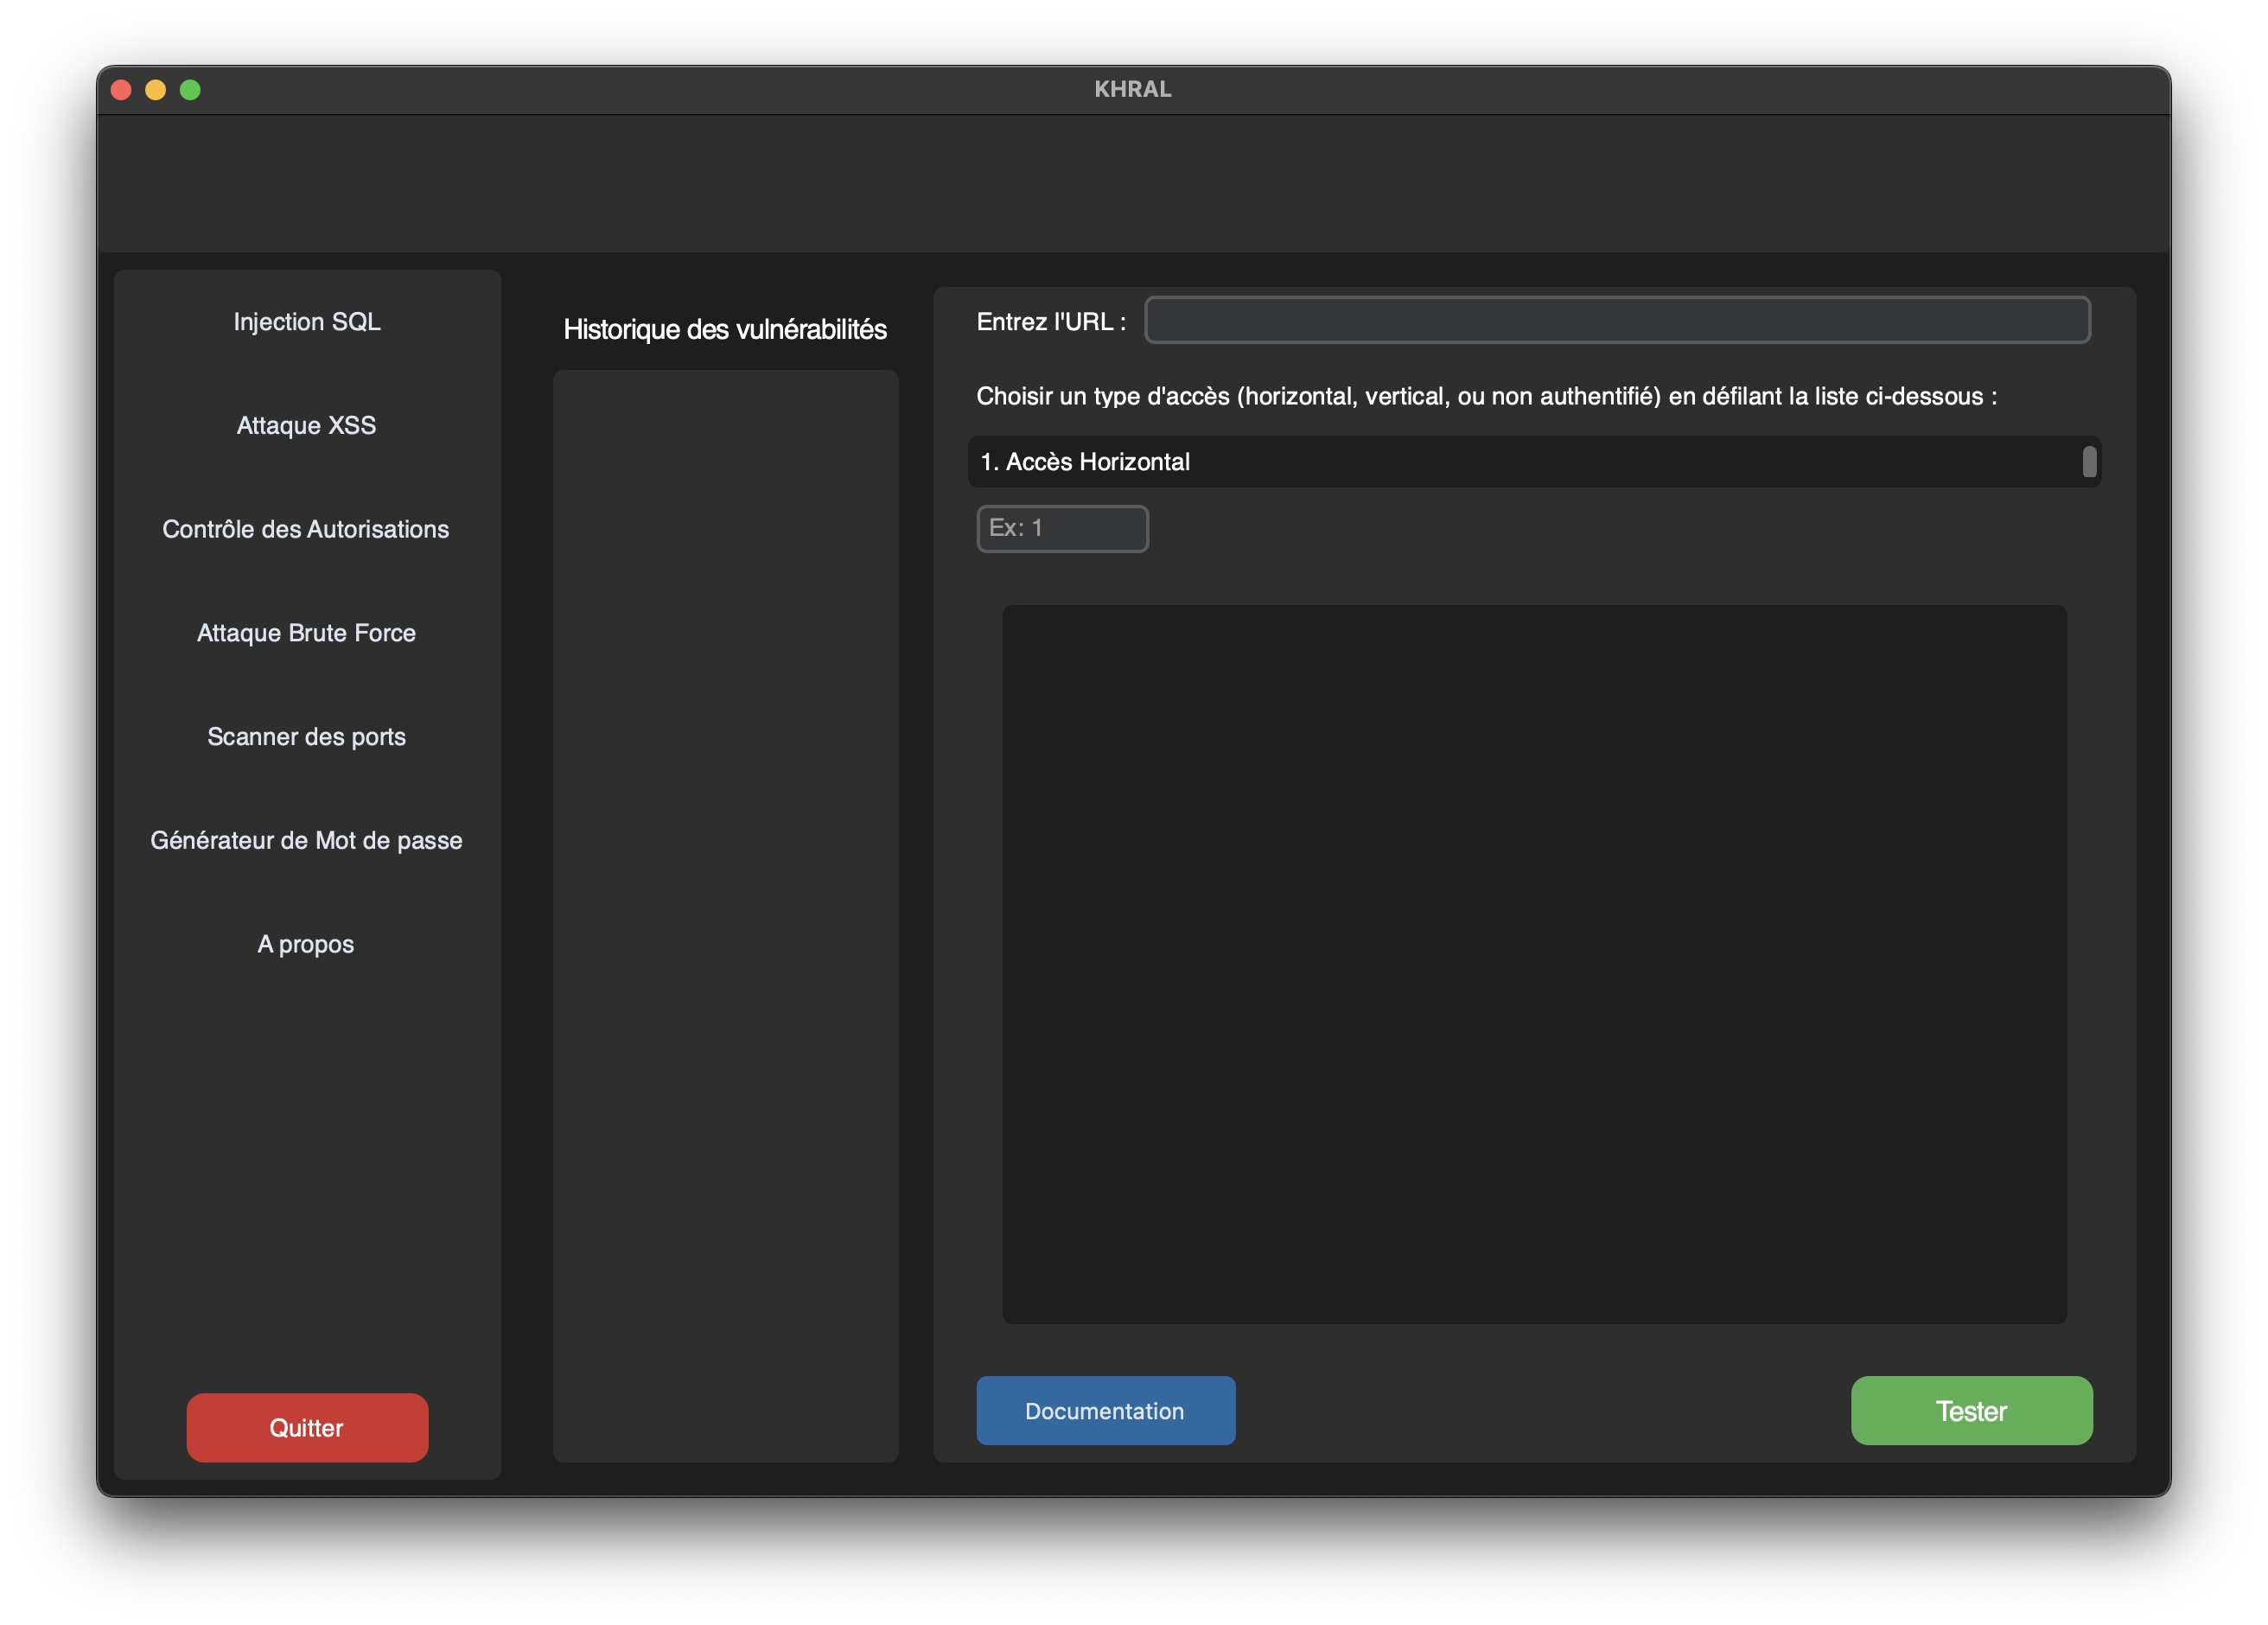 KHRAL
Injection SQL
Attaque XSS
Contrôle des Autorisations
Attaque Brute Force
Scanner des ports
Générateur de Mot de passe
A propos
Quitter
Historique des vulnérabilités
Entrez l'URL :
Choisir un type d'accès (horizontal, vertical, ou non authentifié) en défilant la liste ci-dessous :
1. Accès Horizontal
Ex: 1
Documentation
Tester